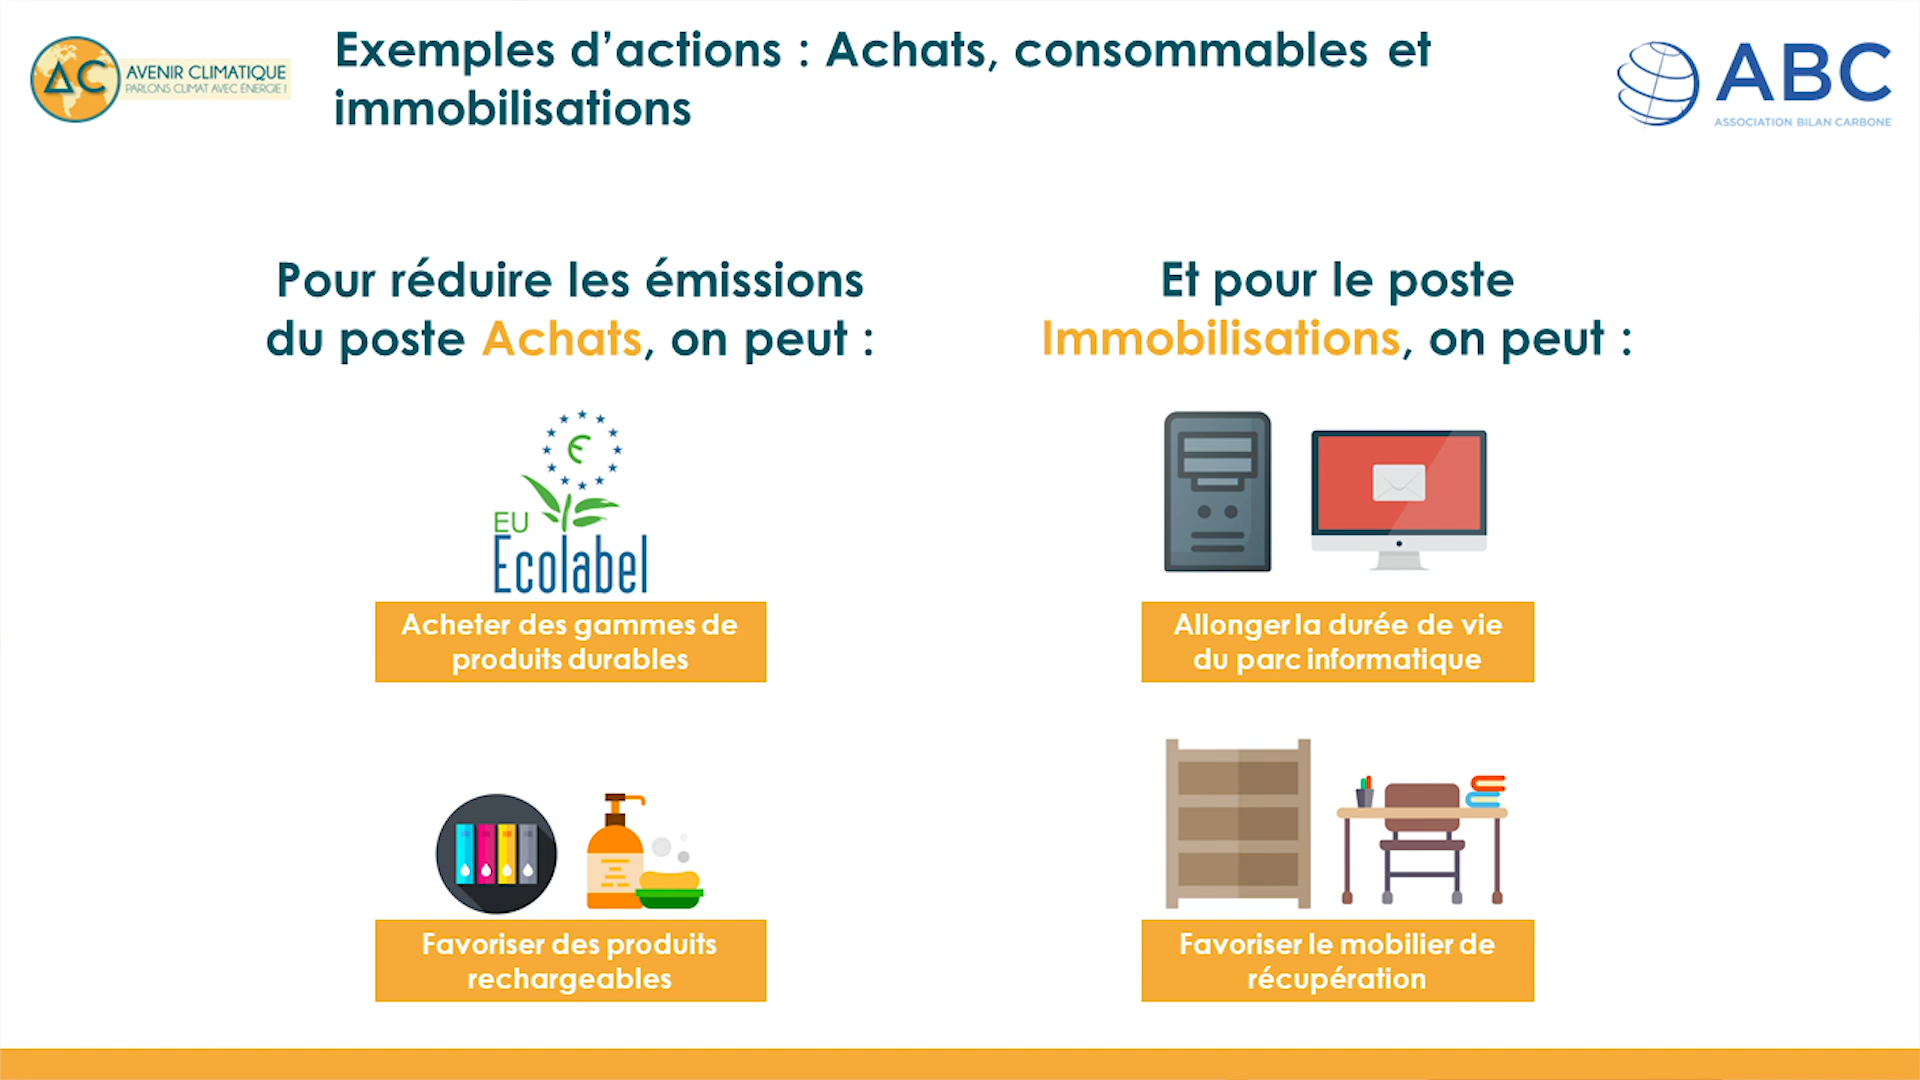 AVENIR CLIMATIQUE
PARLONS CLIMAT AVEC ÉNERGIE !
Exemples d’actions : Achats, consommables et
immobilisations
ABC
ASSOCIATION BILAN CARBONE
Pour réduire les émissions
du poste Achats, on peut :
EU
Ecolabel
Acheter des gammes de
produits durables
Favoriser des produits
rechargeables
Et pour le poste
Immobilisations, on peut :
Allonger la durée de vie
du parc informatique
Favoriser le mobilier de
récupération